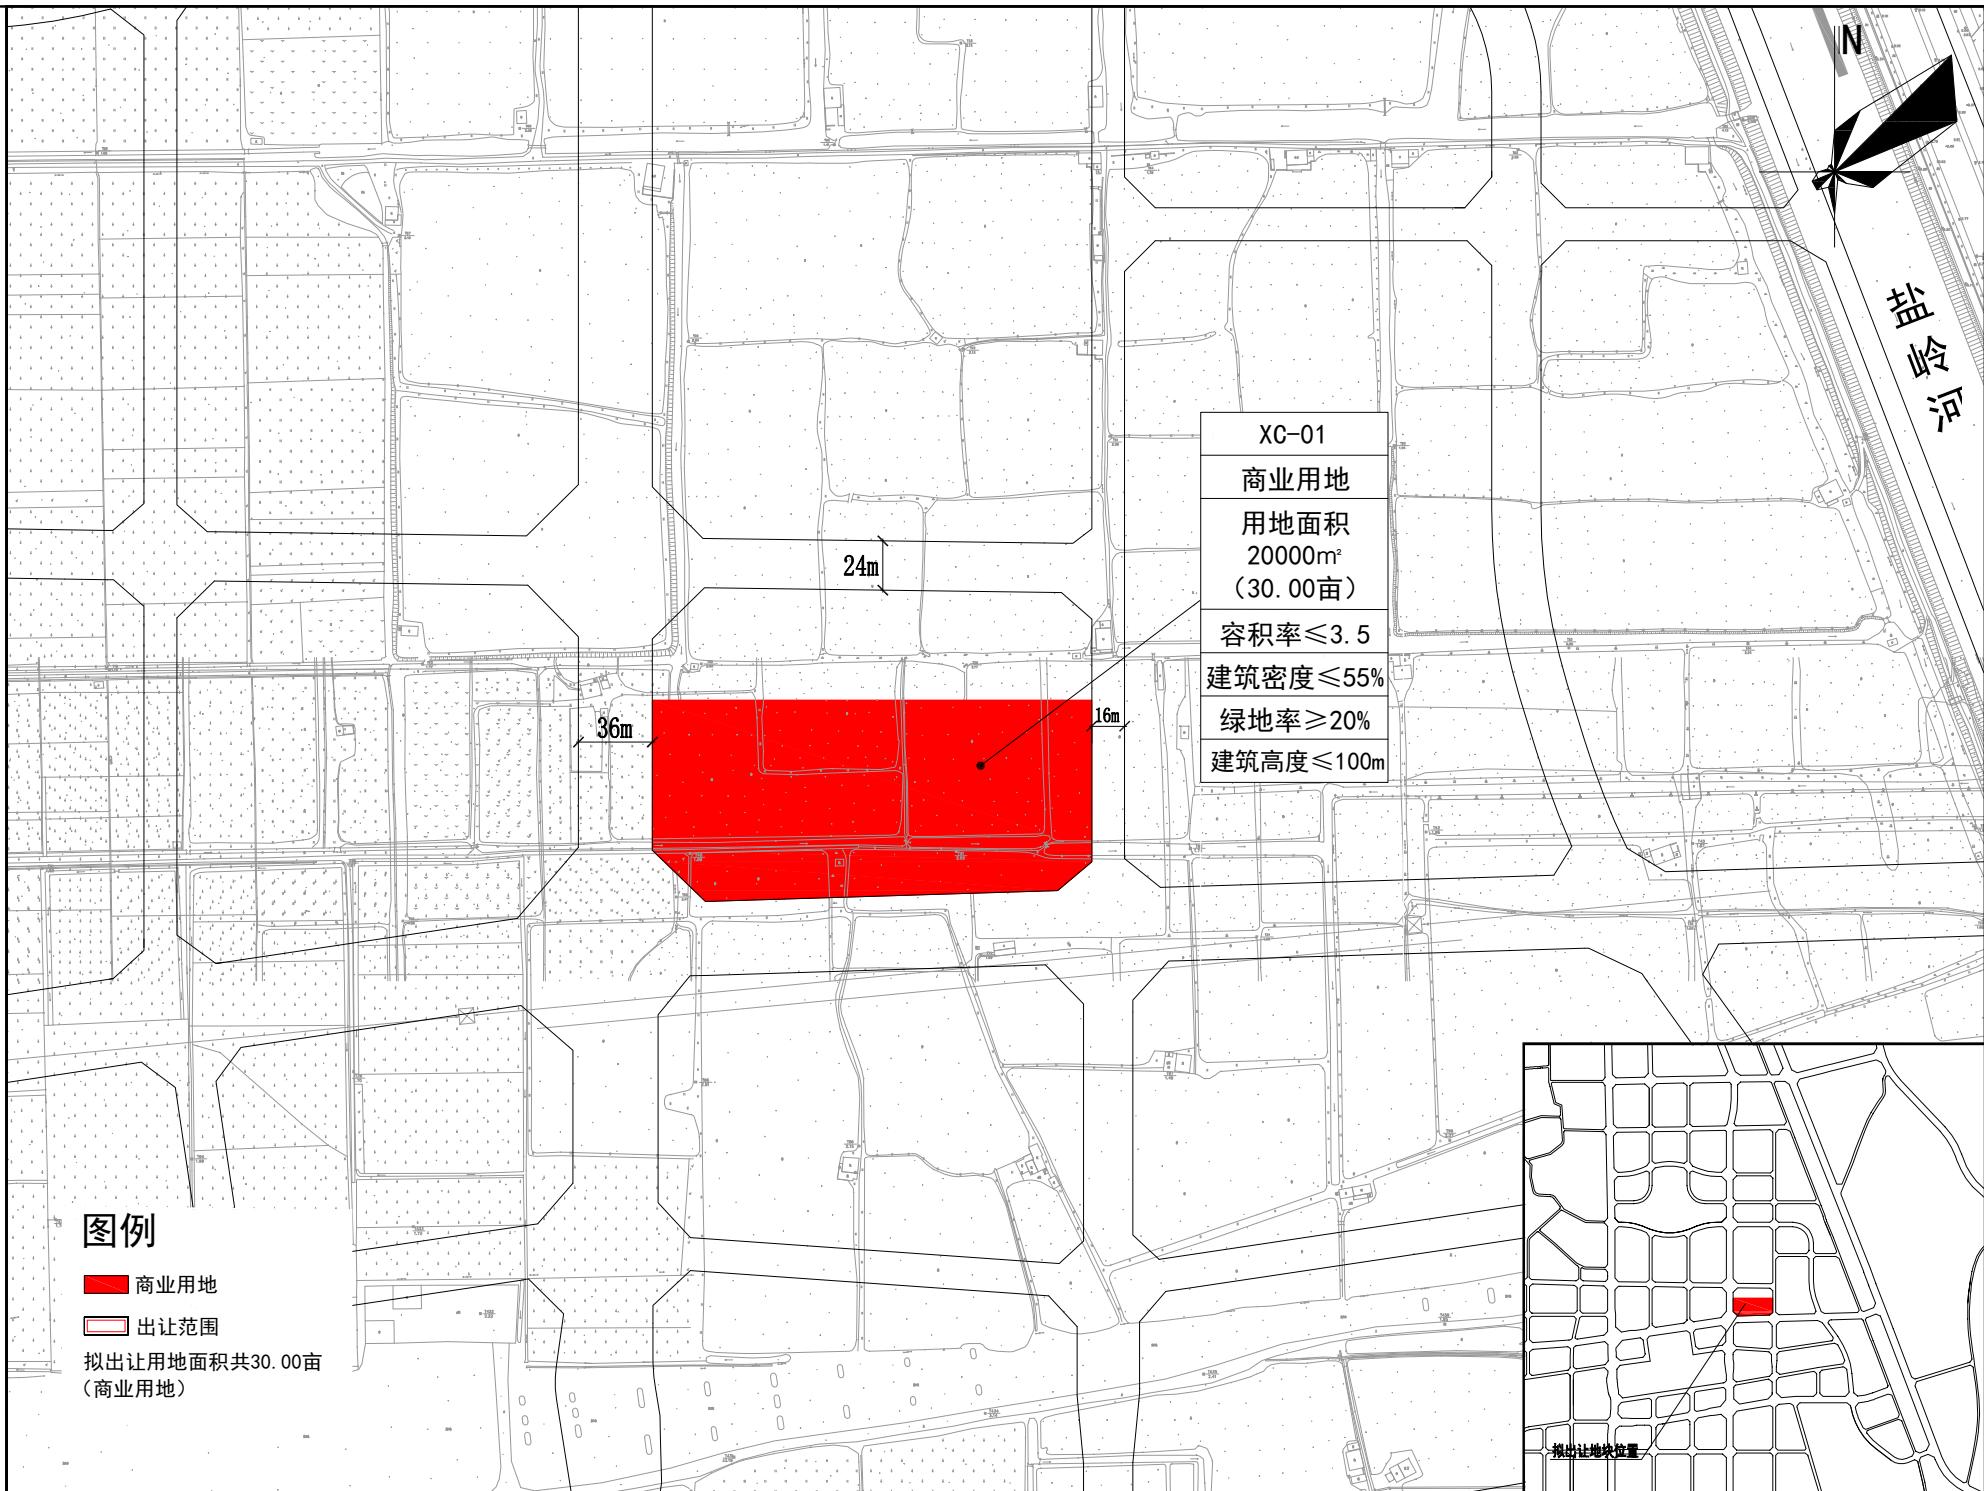 N
盐
岭
河
XC-01
商业用地
用地面积
20000㎡
（30.00亩）
容积率≤3.5
建筑密度≤55%
绿地率≥20%
建筑高度≤100m
24m
36m
16m
图例
商业用地
出让范围
拟出让用地面积共30.00亩
（商业用地）
拟出让地块位置